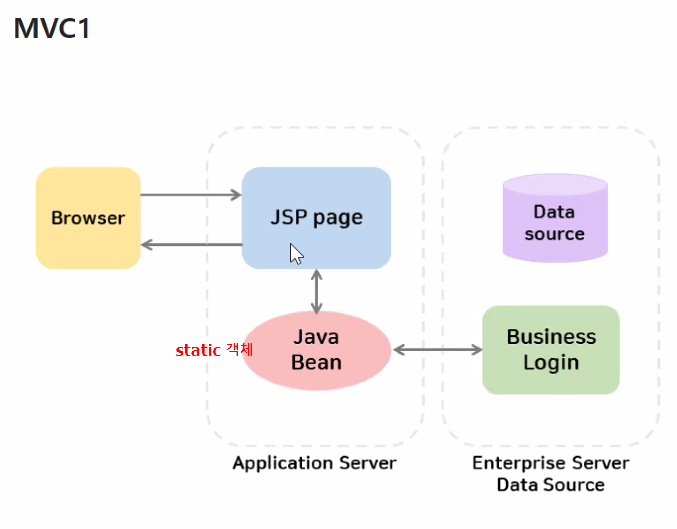 MVC1
Browser
JSP page
Data
source
static 객체
Java
Bean
Business
Login
Application Server
Enterprise Server
Data Source